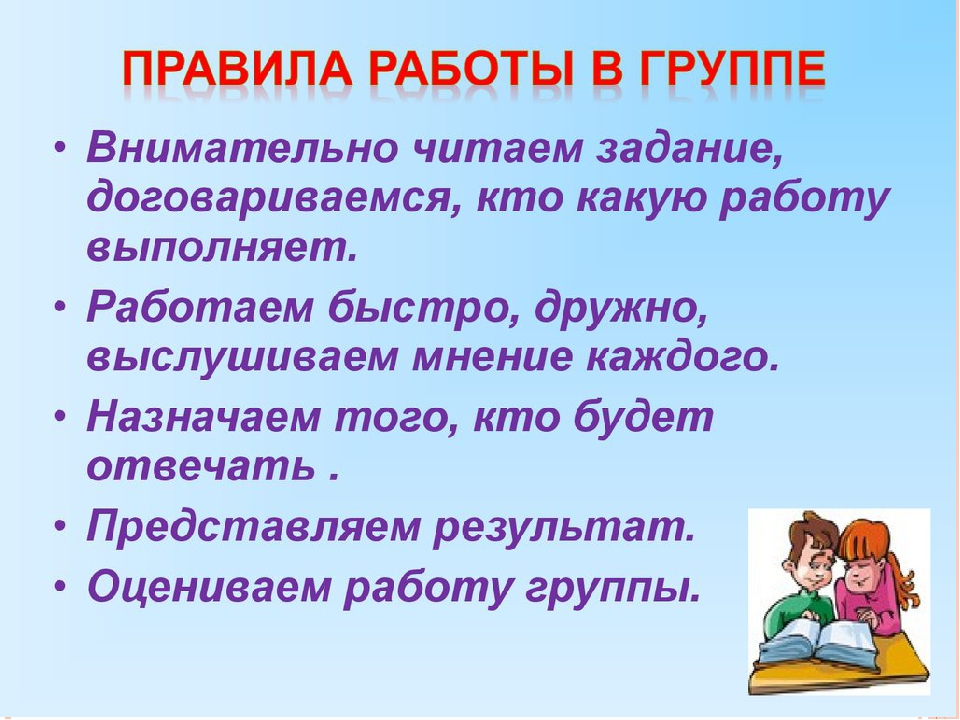 ПРАВИЛА РАБОТЫ В ГРУППЕ
• Внимательно читаем задание,
договариваемся, кто какую работу
выполняет.
• Работаем быстро, дружно,
выслушиваем мнение каждого.
• Назначаем того, кто будет
отвечать .
• Представляем результат.
• Оцениваем работу группы.